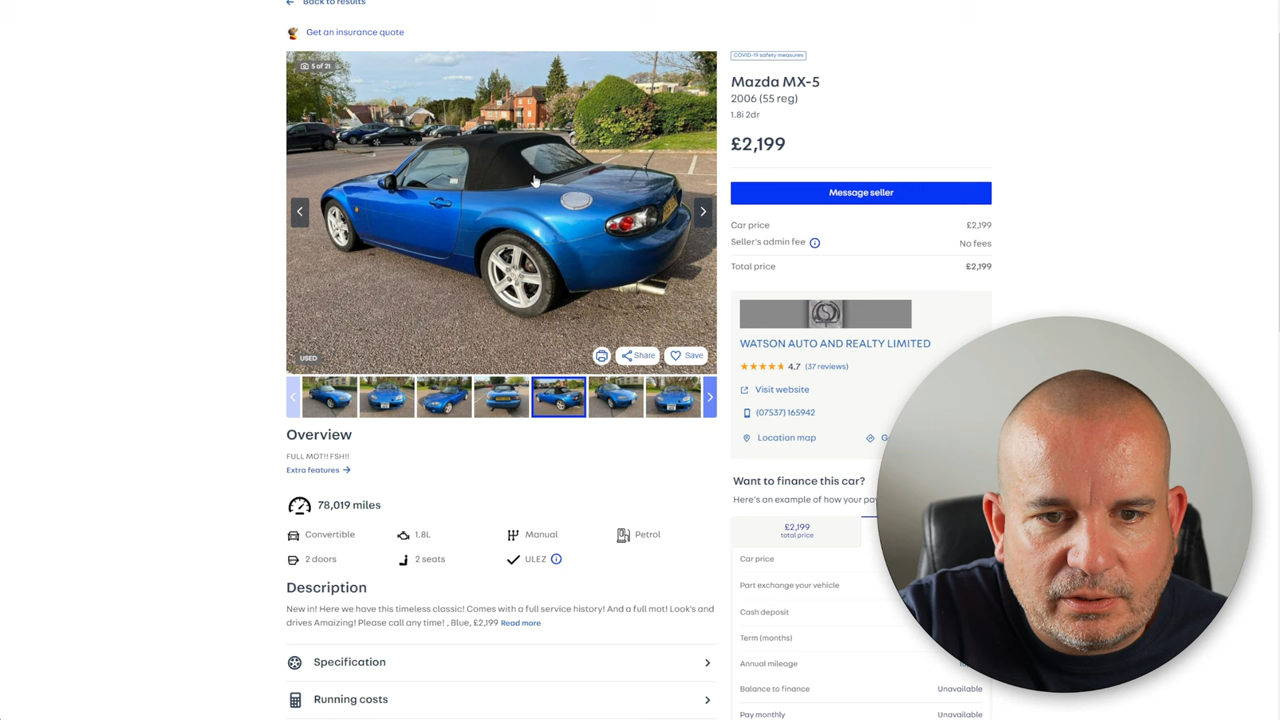 Back to results
Get an insurance quote
5 of 21
USED
Share
Save
Overview
FULL MOT!! FSH!!
Extra features
78,019 miles
Convertible
1.8L
Manual
Petrol
2 doors
2 seats
ULEZ
Description
New in! Here we have this timeless classic! Comes with a full service history! And a full mot! Look's and
drives Amaizing! Please call any time! , Blue, £2,199 Read more
Specification
Running costs
COVID-19 safety measures
Mazda MX-5
2006 (55 reg)
1.8i 2dr
£2,199
Message seller
Car price £2,199
Seller's admin fee No fees
Total price £2,199
WATSON AUTO AND REALTY LIMITED
4.7 (37 reviews)
Visit website
(07537) 165942
Location map
Want to finance this car?
Here's an example of how your
£2,199
total price
Car price
Part exchange your vehicle
Cash deposit
Term (months)
Annual mileage
Balance to finance Unavailable
Pay monthly Unavailable